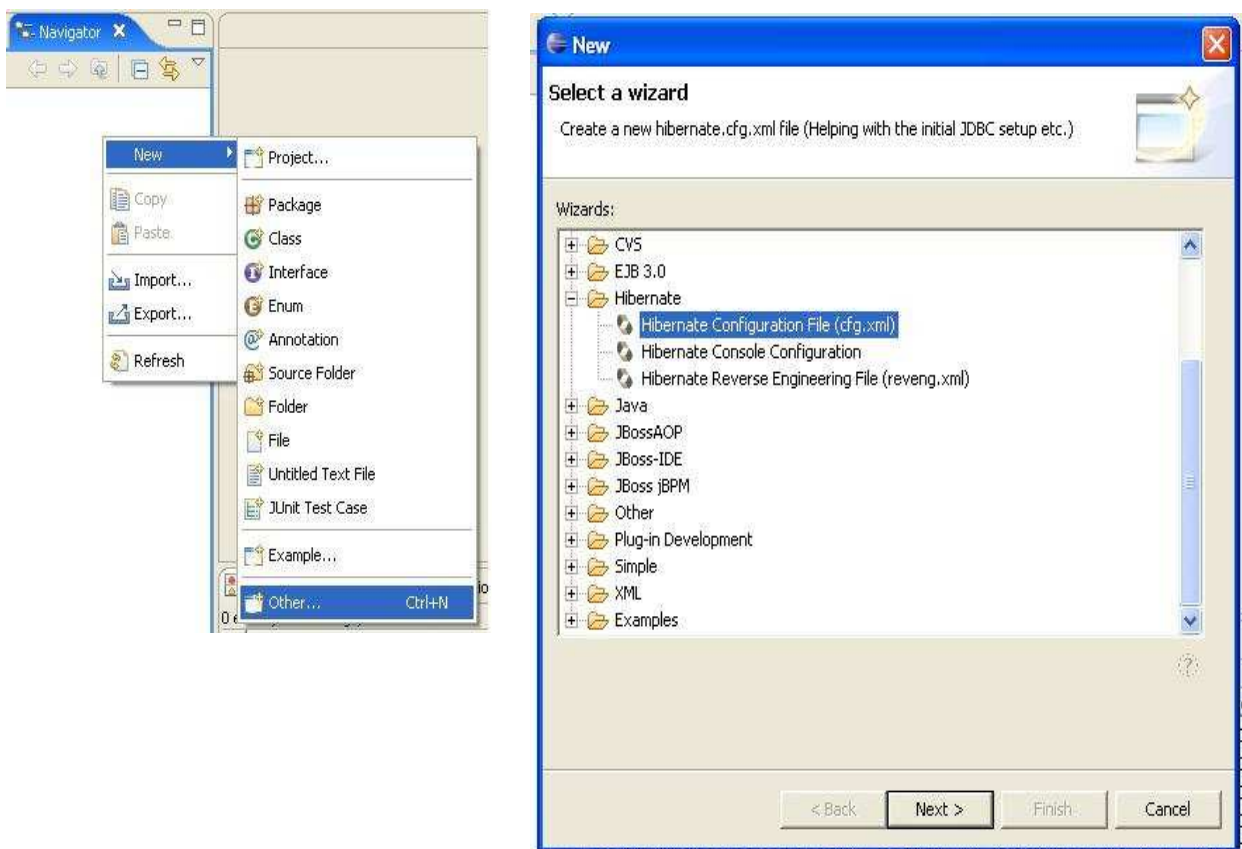 Navigator
New
Project...
Package
Class
Interface
Enum
Annotation
Source Folder
Folder
File
Untitled Text File
JUnit Test Case
Example...
Other... Ctrl+N
Copy
Paste
Import...
Export...
Refresh
New
Select a wizard
Create a new hibernate.cfg.xml file (Helping with the initial JDBC setup etc.)
Wizards:
CVS
EJB 3.0
Hibernate
Hibernate Configuration File (cfg.xml)
Hibernate Console Configuration
Hibernate Reverse Engineering File (reveng.xml)
Java
JBossAOP
JBoss-IDE
JBoss jBPM
Other
Plug-in Development
Simple
XML
Examples
< Back Next > Finish Cancel